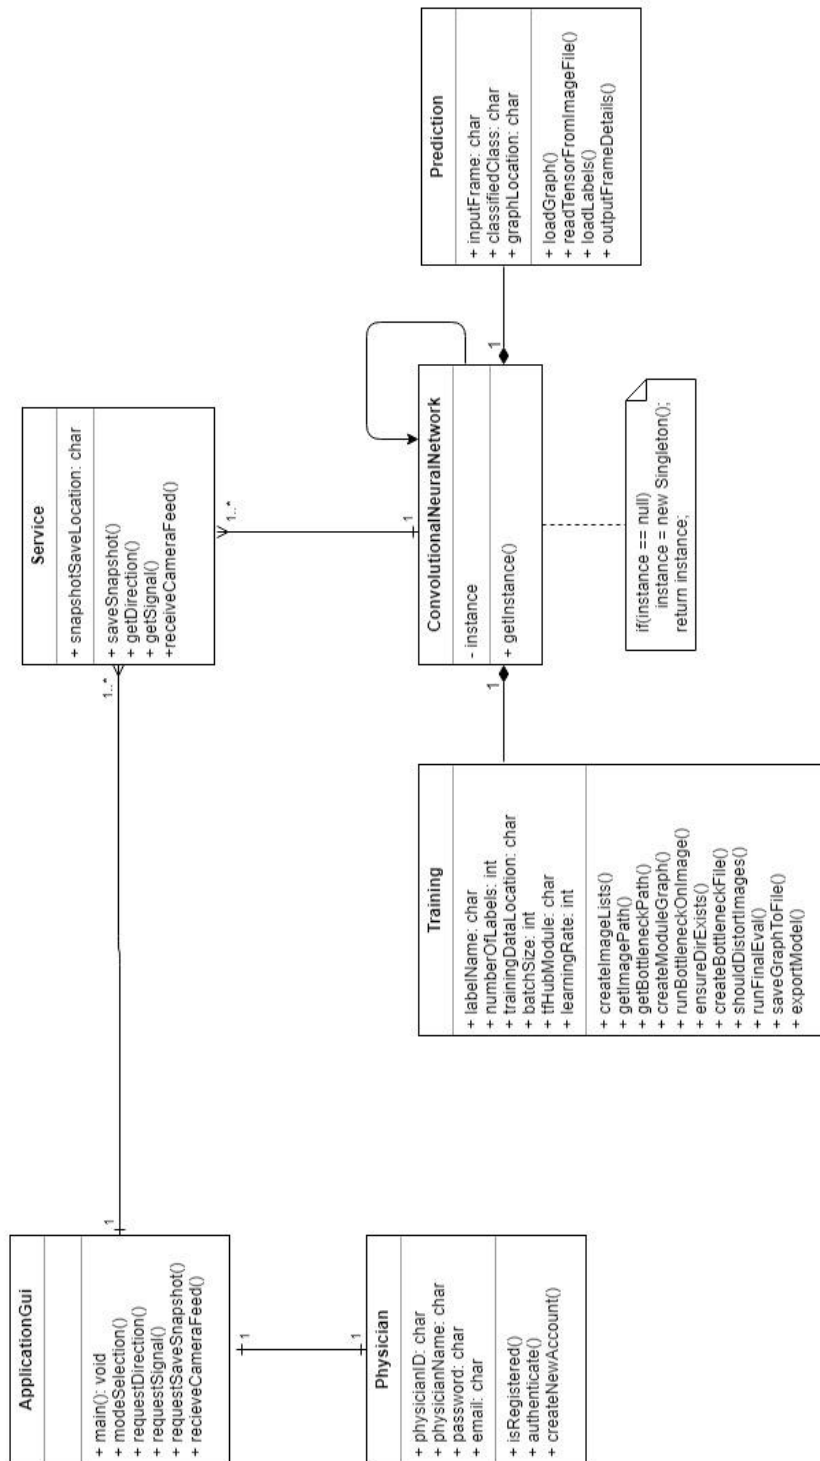 ApplicationGui
+ main(): void
+ modeSelection()
+ requestDirection()
+ requestSignal()
+ requestSaveSnapshot()
+ recieveCameraFeed()
1
1..*
Service
+ snapshotSaveLocation: char
+ saveSnapshot()
+ getDirection()
+ getSignal()
+receiveCameraFeed()
1
1
Physician
+ physicianID: char
+ physicianName: char
+ password: char
+ email: char
+ isRegistered()
+ authenticate()
+ createNewAccount()
Training
+ labelName: char
+ numberOfLabels: int
+ trainingDataLocation: char
+ batchSize: int
+ tfHubModule: char
+ learningRate: int
+ createImageLists()
+ getImagePath()
+ getBottleneckPath()
+ createModuleGraph()
+ runBottleneckOnImage()
+ ensureDirExists()
+ createBottleneckFile()
+ shouldDistortImages()
+ runFinalEval()
+ saveGraphToFile()
+ exportModel()
1
1..*
1
ConvolutionalNeuralNetwork
- instance
+ getInstance()
1
if(instance == null)
instance = new Singleton();
return instance;
Prediction
+ inputFrame: char
+ classifiedClass: char
+ graphLocation: char
+ loadGraph()
+ readTensorFromImageFile()
+ loadLabels()
+ outputFrameDetails()